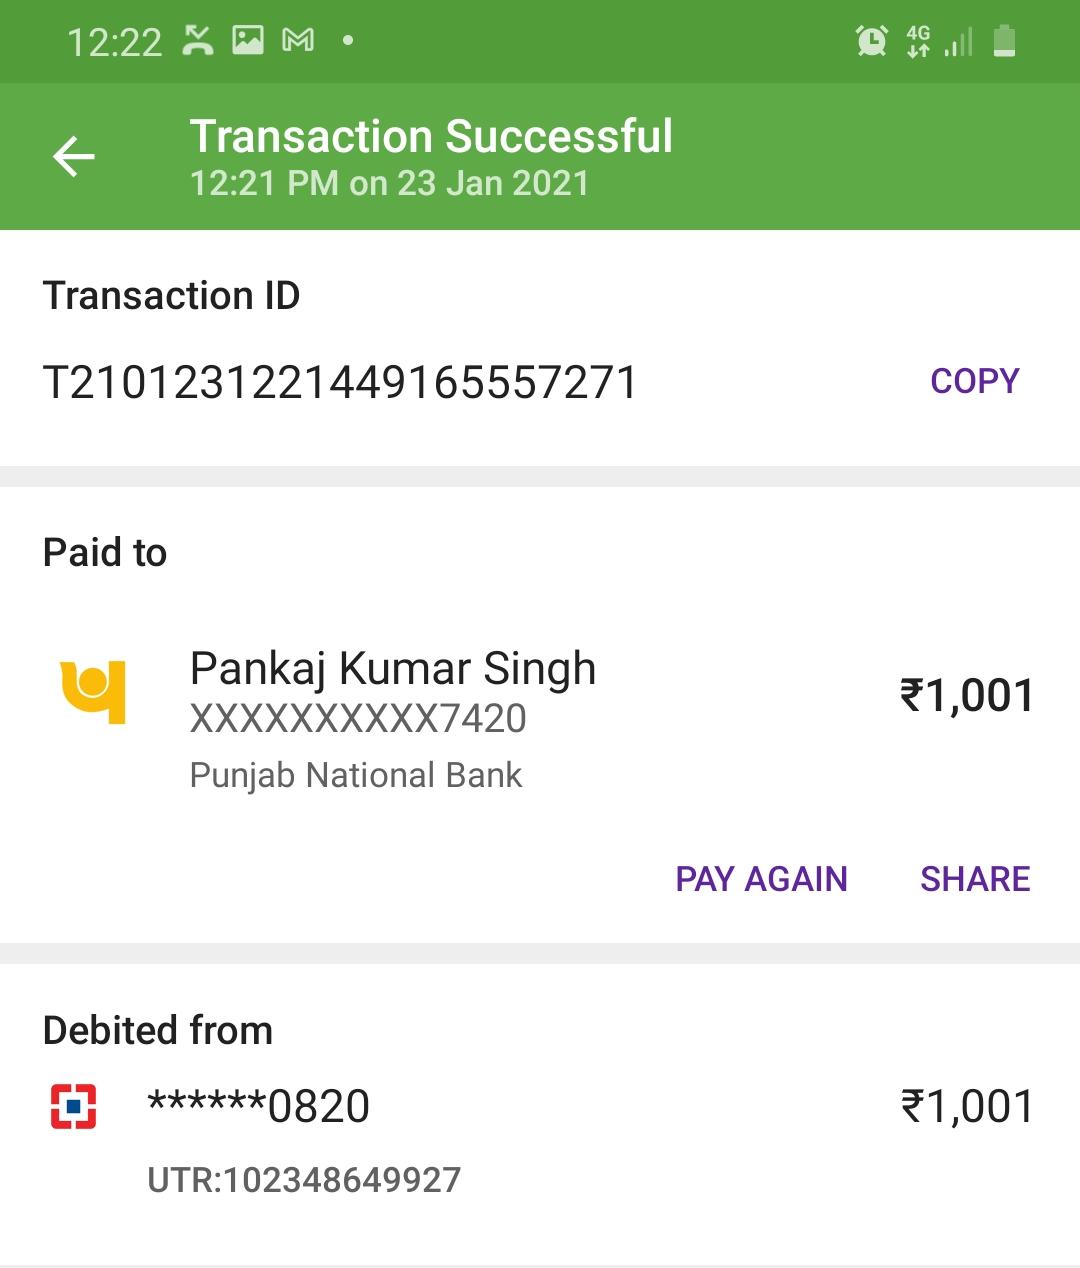 12:22
4G
Transaction Successful
12:21 PM on 23 Jan 2021
Transaction ID
T2101231221449165557271
COPY
Paid to
Pankaj Kumar Singh
₹1,001
XXXXXXXXXX7420
Punjab National Bank
PAY AGAIN
SHARE
Debited from
******0820
₹1,001
UTR:102348649927